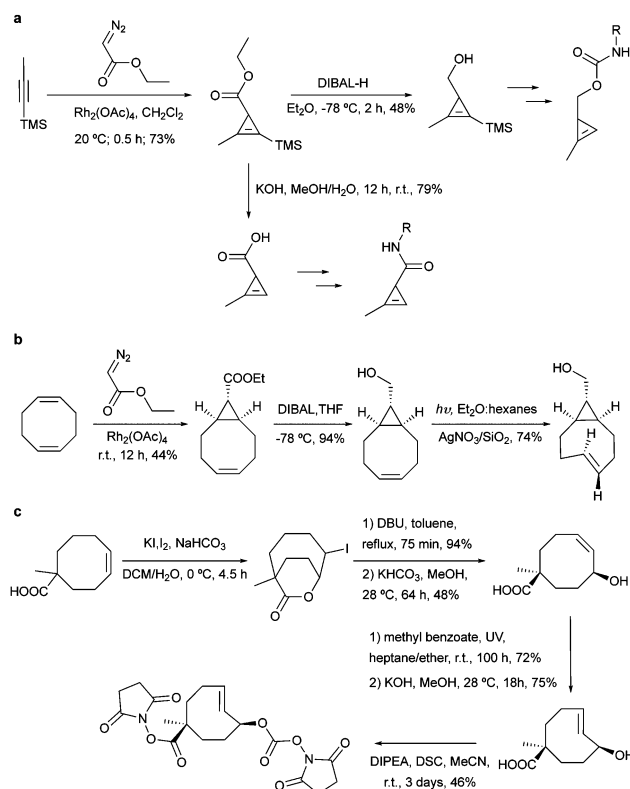 a
N2
O
O
Rh2(OAc)4, CH2Cl2
20 ºC; 0.5 h; 73%
TMS
O
O
TMS
DIBAL-H
Et2O, -78 ºC, 2 h, 48%
OH
TMS
R
O
NH
O
KOH, MeOH/H2O, 12 h, r.t., 79%
OH
O
R
HN
O
b
N2
O
O
Rh2(OAc)4
r.t., 12 h, 44%
COOEt
H
H
DIBAL,THF
-78 ºC, 94%
HO
H
H
hυ, Et2O:hexanes
AgNO3/SiO2, 74%
HO
H
H
H
H
c
HOOC
KI,I2, NaHCO3
DCM/H2O, 0 ºC, 4.5 h
I
O
O
1) DBU, toluene,
reflux, 75 min, 94%
2) KHCO3, MeOH,
28 ºC, 64 h, 48%
HOOC
OH
1) methyl benzoate, UV,
heptane/ether, r.t., 100 h, 72%
2) KOH, MeOH, 28 ºC, 18h, 75%
HOOC
OH
DIPEA, DSC, MeCN,
r.t., 3 days, 46%
O
N
O
O
O
O
O
O
N
O
O